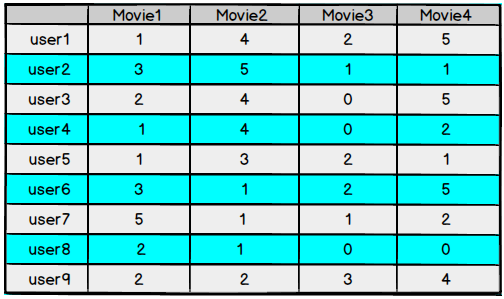 Movie1 Movie2 Movie3 Movie4
user1 1 4 2 5
user2 3 5 1 1
user3 2 4 0 5
user4 1 4 0 2
user5 1 3 2 1
user6 3 1 2 5
user7 5 1 1 2
user8 2 1 0 0
user9 2 2 3 4